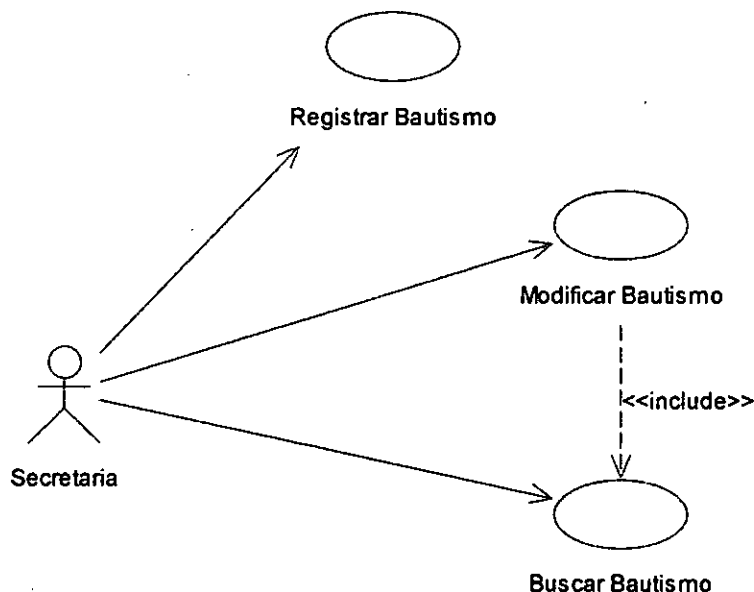 Registrar Bautismo
Modificar Bautismo
<<include>>
Secretaria
Buscar Bautismo